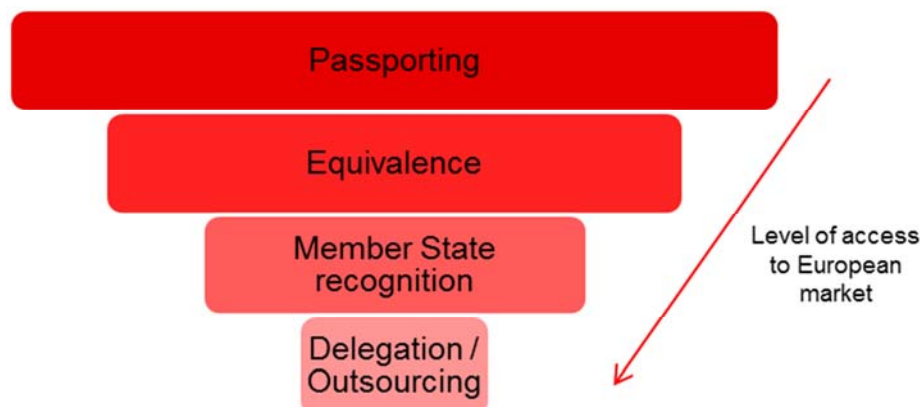 Passporting
Equivalence
Member State
recognition
Delegation /
Outsourcing
Level of access
to European
market